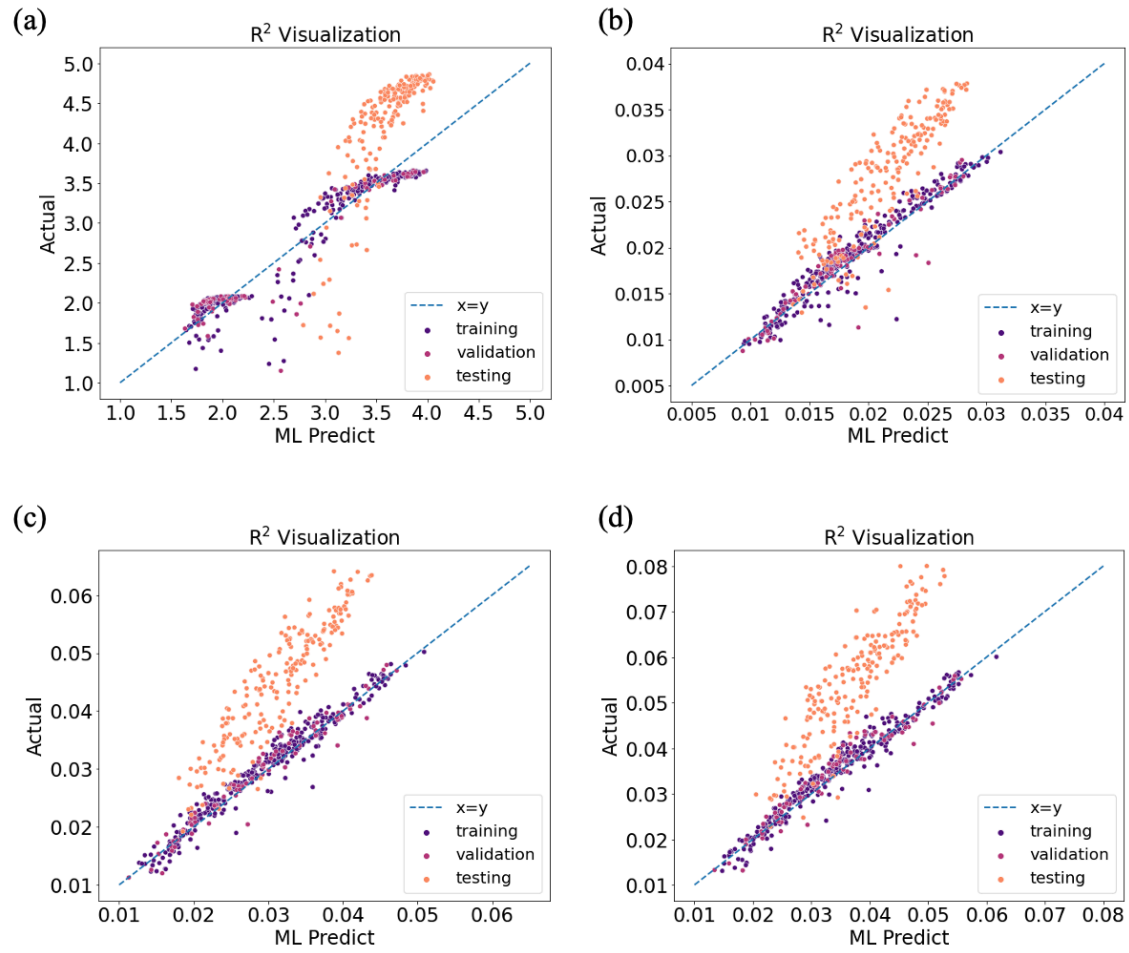 (a)
R² Visualization
5.0
4.5
4.0
3.5
3.0
2.5
2.0
1.5
1.0
Actual
x=y
training
validation
testing
1.0 1.5 2.0 2.5 3.0 3.5 4.0 4.5 5.0
ML Predict
(b)
R² Visualization
0.04
0.035
0.03
0.025
0.02
0.015
0.01
0.005
Actual
x=y
training
validation
testing
0.005 0.01 0.015 0.02 0.025 0.03 0.035 0.04
ML Predict
(c)
R² Visualization
0.06
0.05
0.04
0.03
0.02
0.01
Actual
x=y
training
validation
testing
0.01 0.02 0.03 0.04 0.05 0.06
ML Predict
(d)
R² Visualization
0.08
0.07
0.06
0.05
0.04
0.03
0.02
0.01
Actual
x=y
training
validation
testing
0.01 0.02 0.03 0.04 0.05 0.06 0.07 0.08
ML Predict